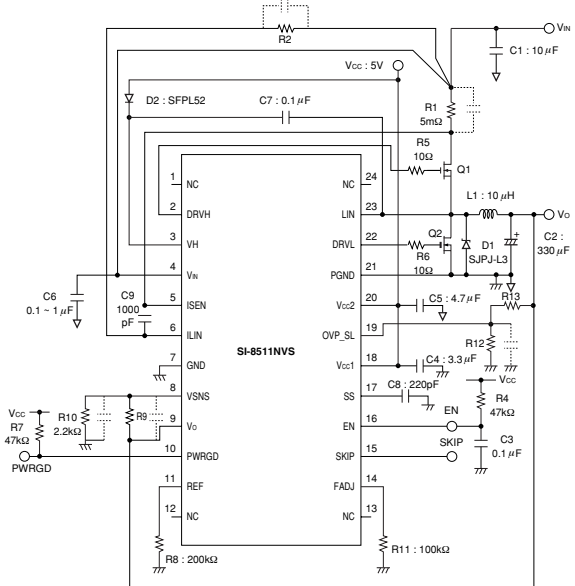 R2
VIN
C1 : 10μF
VCC : 5V
D2 : SFPL52
C7 : 0.1μF
R1
5mΩ
R5
10Ω
Q1
1 NC
NC 24
L1 : 10μH
2 DRVH
LIN 23
VO
3 VH
DRVL 22
Q2
R6
10Ω
D1
SJPJ-L3
+
C2 :
330μF
4 VIN
PGND 21
C6
0.1 ~ 1μF
C9
1000
pF
5 ISEN
VCC2 20
C5 : 4.7μF
R13
6 ILIN
OVP_SL 19
R12
SI-8511NVS
7 GND
VCC1 18
C4 : 3.3μF
VCC
8 VSNS
SS 17
C8 : 220pF
R4
47kΩ
VCC
R7
47kΩ
R10
2.2kΩ
R9
9 VO
EN 16
EN
SKIP
C3
0.1μF
PWRGD
10 PWRGD
SKIP 15
11 REF
FADJ 14
12 NC
NC 13
R8 : 200kΩ
R11 : 100kΩ